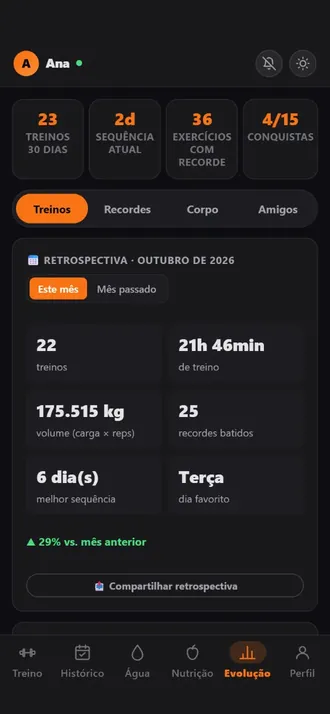 A Ana
23
TREINOS
30 DIAS
2d
SEQUÊNCIA
ATUAL
36
EXERCÍCIOS
COM
RECORDE
4/15
CONQUISTAS
Treinos
Recordes
Corpo
Amigos
RETROSPECTIVA · OUTUBRO DE 2026
Este mês
Mês passado
22
treinos
21h 46min
de treino
175.515 kg
volume (carga × reps)
25
recordes batidos
6 dia(s)
melhor sequência
Terça
dia favorito
▲ 29% vs. mês anterior
Compartilhar retrospectiva
Treino
Histórico
Água
Nutrição
Evolução
Perfil